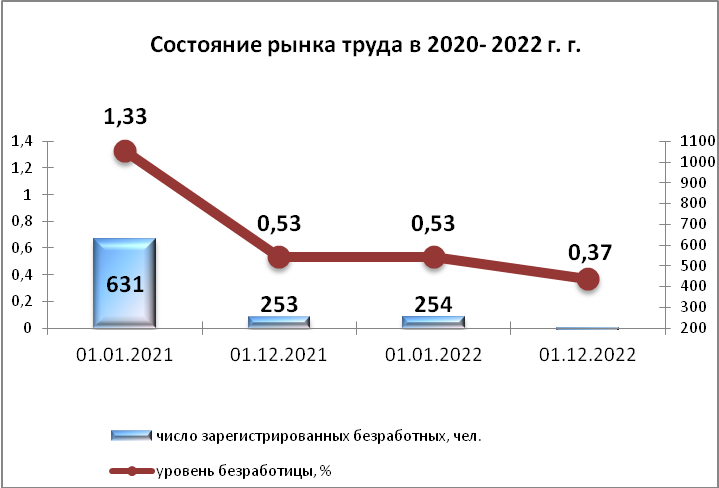 Состояние рынка труда в 2020- 2022 г. г.
1,33
1,4 1100
1,2 1000
1 900
0,8 0,53 0,53 800
700
0,6 0,37 600
500
0,4 631 253 254 400
0,2 300
0 200
01.01.2021 01.12.2021 01.01.2022 01.12.2022
число зарегистрированных безработных, чел.
уровень безработицы, %